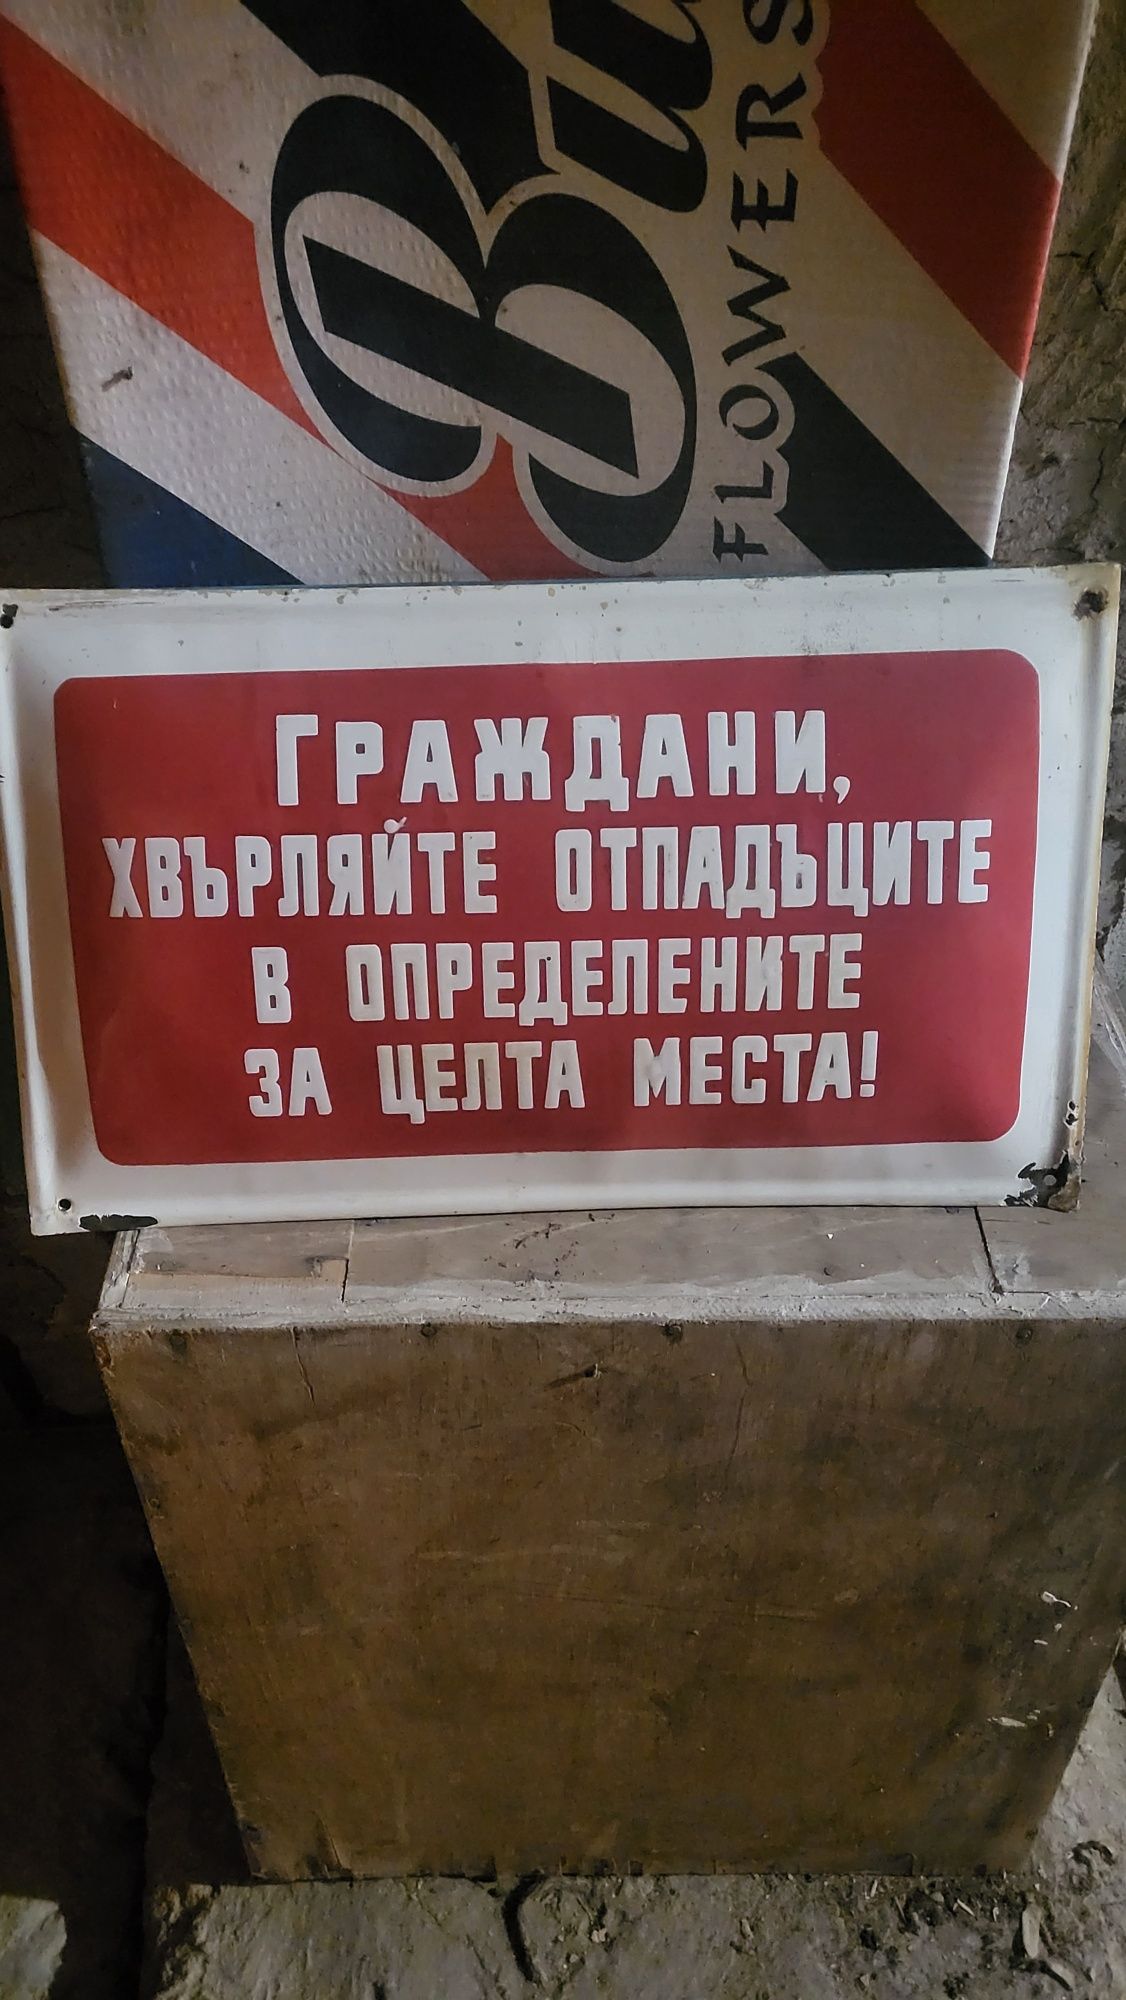 FLOWERS
ГРАЖДАНИ,
ХВЪРЛЯЙТЕ ОТПАДЪЦИТЕ
В ОПРЕДЕЛЕНИТЕ
ЗА ЦЕЛТА МЕСТА!